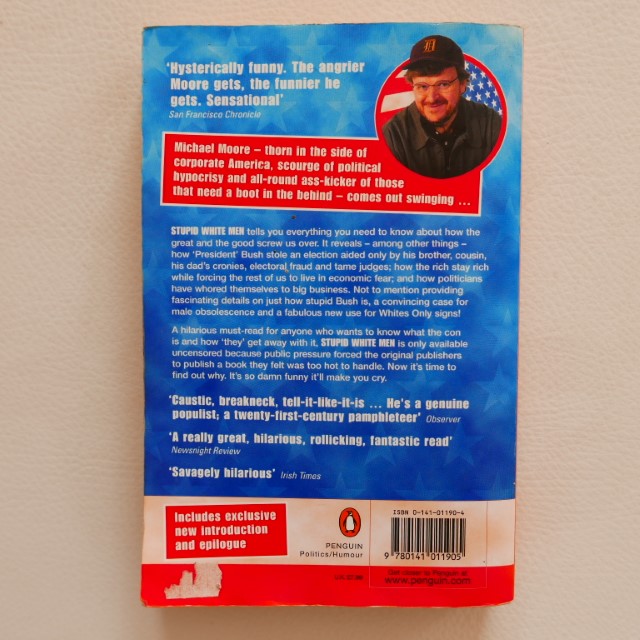 'Hysterically funny. The angrier
Moore gets, the funnier he
gets. Sensational'
San Francisco Chronicle
Michael Moore – thorn in the side of
corporate America, scourge of political
hypocrisy and all-round ass-kicker of those
that need a boot in the behind – comes out swinging ...
STUPID WHITE MEN tells you everything you need to know about how the
great and the good screw us over. It reveals – among other things –
how 'President' Bush stole an election aided only by his brother, cousin,
his dad's cronies, electoral fraud and tame judges; how the rich stay rich
while forcing the rest of us to live in economic fear; and how politicians
have whored themselves to big business. Not to mention providing
fascinating details on just how stupid Bush is, a convincing case for
male obsolescence and a fabulous new use for Whites Only signs!
A hilarious must-read for anyone who wants to know what the con
is and how 'they' get away with it, STUPID WHITE MEN is only available
uncensored because public pressure forced the original publishers
to publish a book they felt was too hot to handle. Now it's time to
find out why. It's so damn funny it'll make you cry.
'Caustic, breakneck, tell-it-like-it-is ... He's a genuine
populist; a twenty-first-century pamphleteer' Observer
'A really great, hilarious, rollicking, fantastic read'
Newsnight Review
'Savagely hilarious' Irish Times
Includes exclusive
new introduction
and epilogue
PENGUIN
Politics/Humour
ISBN 0-141-01190-4
9 780141 011905
www.penguin.com